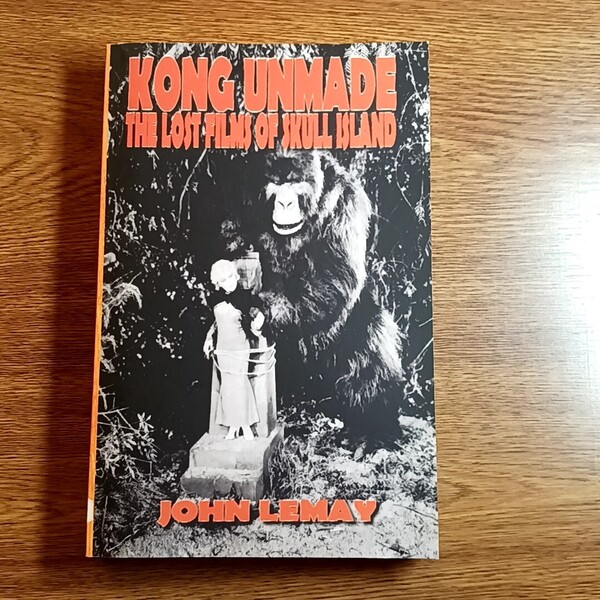 KONG UNMADE
THE LOST FILMS OF SKULL ISLAND
JOHN LEMAY